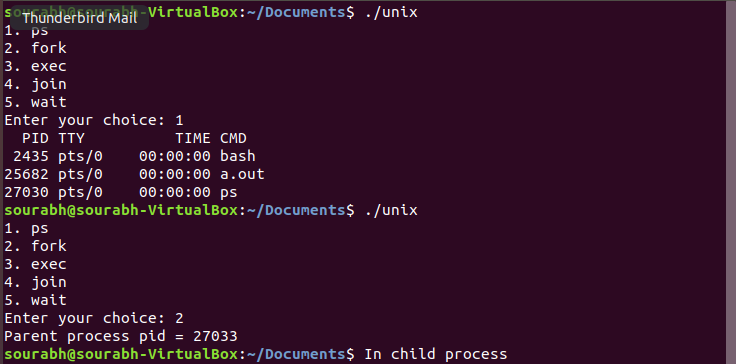 sourabh@sourabh-VirtualBox:~/Documents$ ./unix
Thunderbird Mail
1. ps
2. fork
3. exec
4. join
5. wait
Enter your choice: 1
  PID TTY          TIME CMD
 2435 pts/0    00:00:00 bash
25682 pts/0    00:00:00 a.out
27030 pts/0    00:00:00 ps
sourabh@sourabh-VirtualBox:~/Documents$ ./unix
1. ps
2. fork
3. exec
4. join
5. wait
Enter your choice: 2
Parent process pid = 27033
sourabh@sourabh-VirtualBox:~/Documents$ In child process